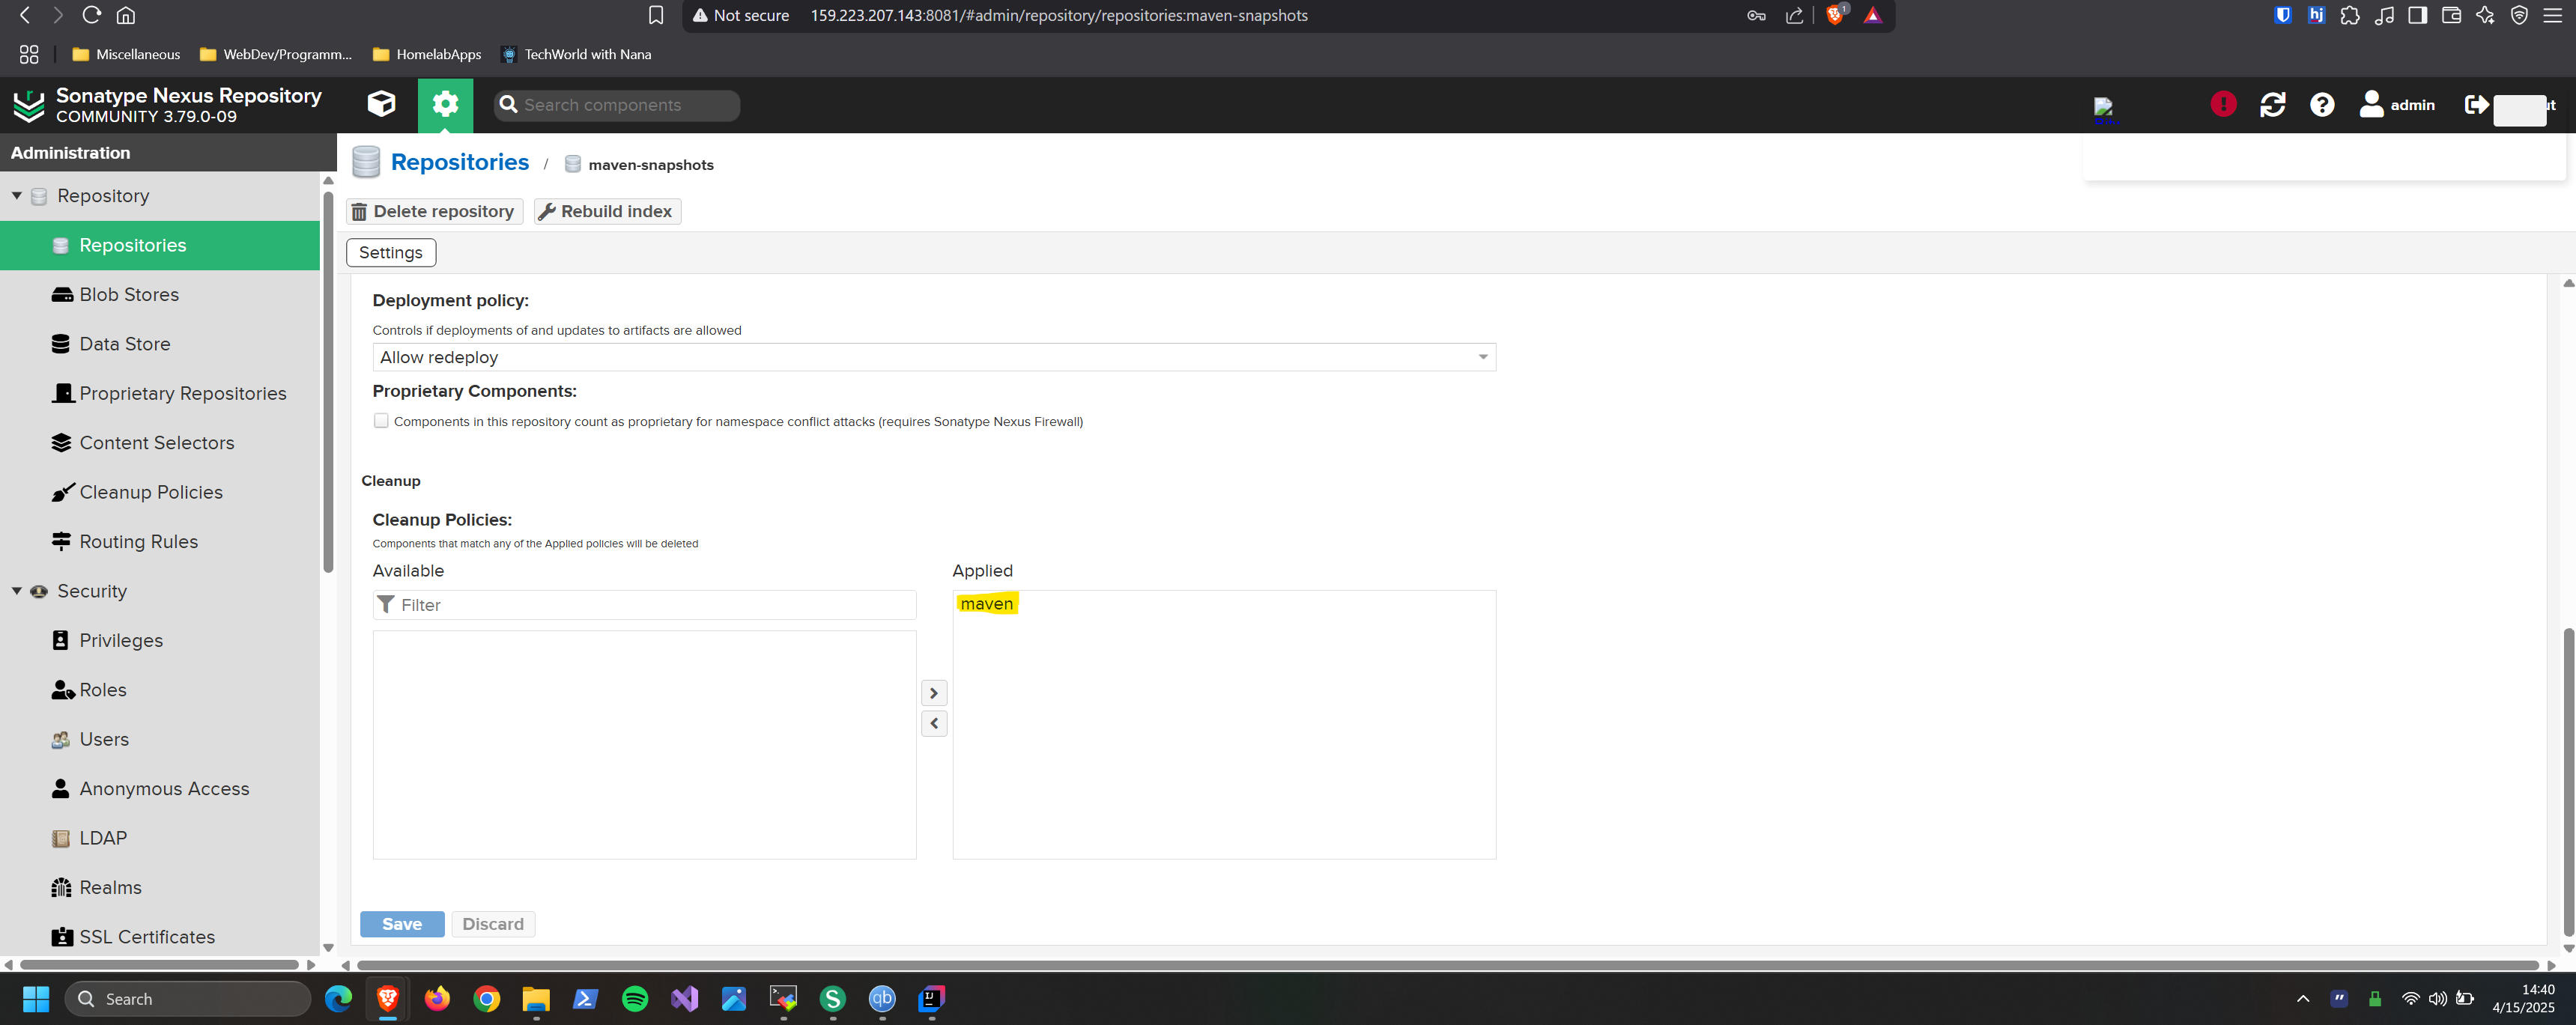 Not secure 159.223.207.143:8081/#admin/repository/repositories:maven-snapshots
1
Miscellaneous WebDev/Programm... HomelabApps TechWorld with Nana
Sonatype Nexus Repository
COMMUNITY 3.79.0-09
Search components
admin
ut
Administration
Repository
Repositories
Blob Stores
Data Store
Proprietary Repositories
Content Selectors
Cleanup Policies
Routing Rules
Security
Privileges
Roles
Users
Anonymous Access
LDAP
Realms
SSL Certificates
Repositories / maven-snapshots
Delete repository Rebuild index
Settings
Deployment policy:
Controls if deployments of and updates to artifacts are allowed
Allow redeploy
Proprietary Components:
Components in this repository count as proprietary for namespace conflict attacks (requires Sonatype Nexus Firewall)
Cleanup
Cleanup Policies:
Components that match any of the Applied policies will be deleted
Available Applied
Filter
maven
Save Discard
Search
14:40
4/15/2025